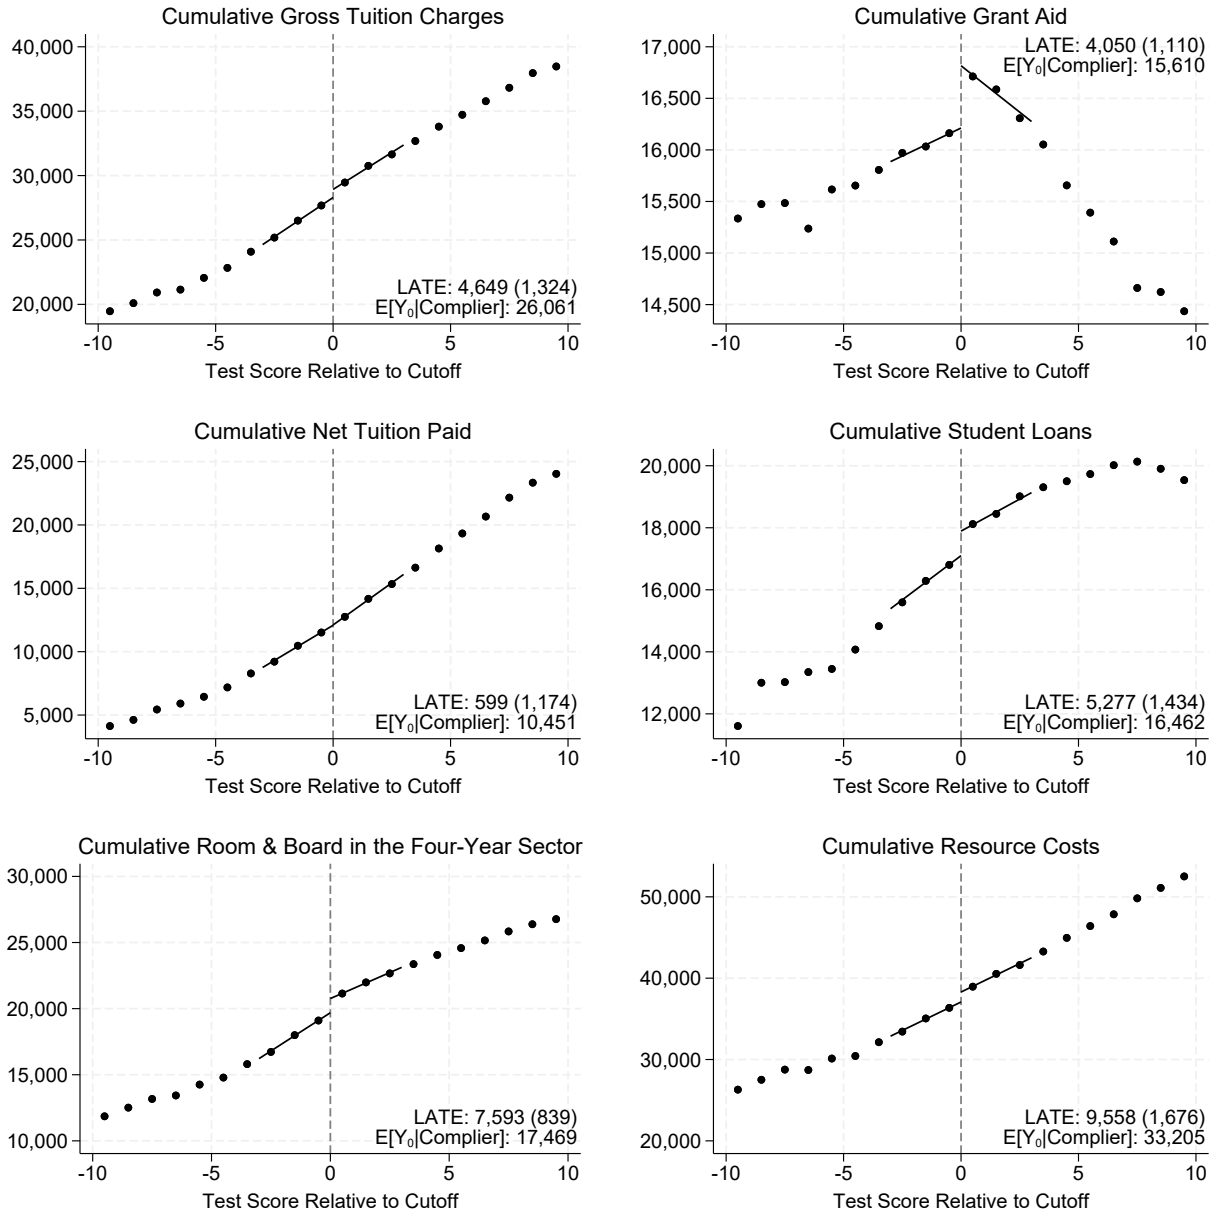 Cumulative Gross Tuition Charges
40,000
35,000
30,000
25,000
20,000
LATE: 4,649 (1,324)
E[Y₀|Complier]: 26,061
-10 -5 0 5 10
Test Score Relative to Cutoff
Cumulative Grant Aid
17,000
16,500
16,000
15,500
15,000
14,500
LATE: 4,050 (1,110)
E[Y₀|Complier]: 15,610
-10 -5 0 5 10
Test Score Relative to Cutoff
Cumulative Net Tuition Paid
25,000
20,000
15,000
10,000
5,000
LATE: 599 (1,174)
E[Y₀|Complier]: 10,451
-10 -5 0 5 10
Test Score Relative to Cutoff
Cumulative Student Loans
20,000
18,000
16,000
14,000
12,000
LATE: 5,277 (1,434)
E[Y₀|Complier]: 16,462
-10 -5 0 5 10
Test Score Relative to Cutoff
Cumulative Room & Board in the Four-Year Sector
30,000
25,000
20,000
15,000
10,000
LATE: 7,593 (839)
E[Y₀|Complier]: 17,469
-10 -5 0 5 10
Test Score Relative to Cutoff
Cumulative Resource Costs
50,000
40,000
30,000
20,000
LATE: 9,558 (1,676)
E[Y₀|Complier]: 33,205
-10 -5 0 5 10
Test Score Relative to Cutoff